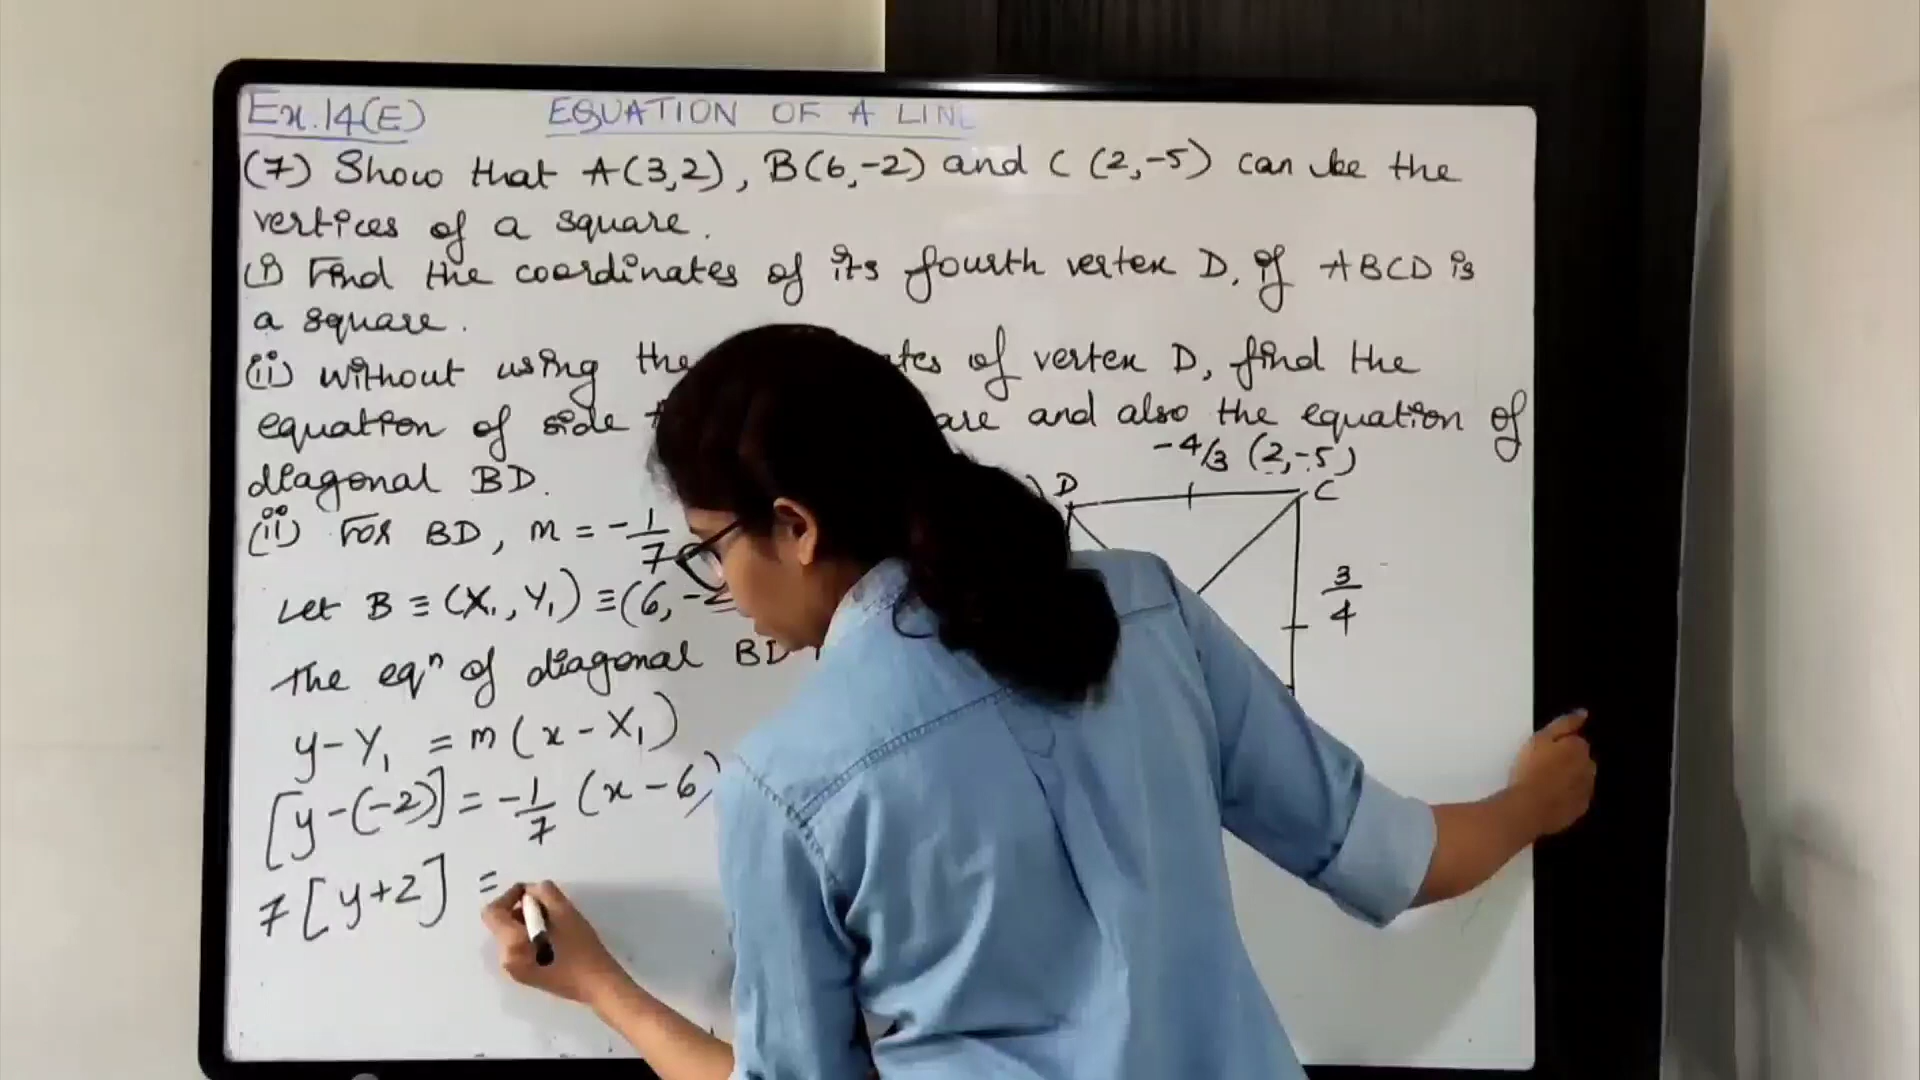 Ex.14(E) EQUATION OF A LINE
(7) Show that A(3,2), B(6,-2) and C (2,-5) can be the
vertices of a square.
(i) Find the coordinates of its fourth vertex D, if ABCD is
a square.
(ii) Without using the of vertex D, find the
equation of side and also the equation of
diagonal BD.
-4/3 (2,-5)
D C
(ii) For BD, m = -1/7
3/4
Let B ≡ (X₁, Y₁) ≡ (6, -2
The eqⁿ of diagonal BD
y - Y₁ = m (x - X₁)
[y - (-2)] = -1/7 (x - 6)
7 [y+2] =